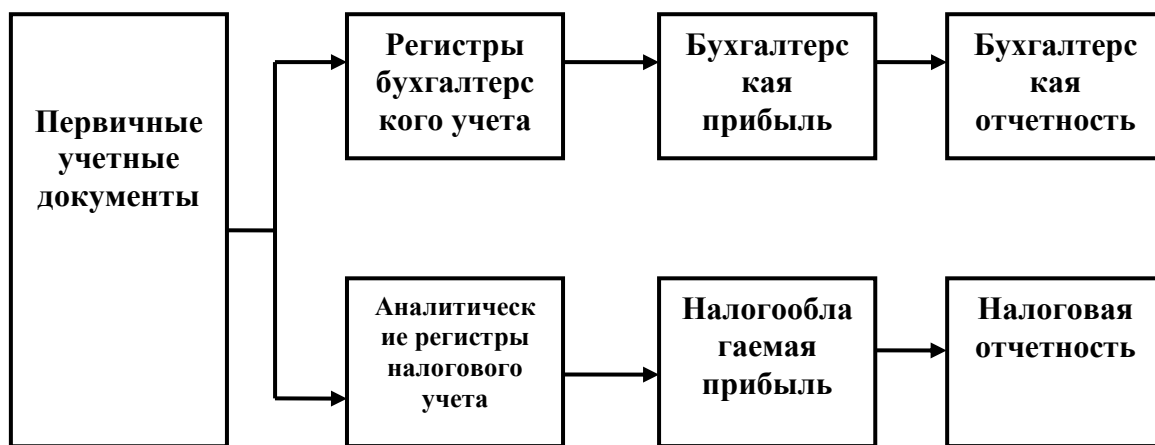 Первичные
учетные
документы
Регистры
бухгалтерс
кого учета
Бухгалтерс
кая
прибыль
Бухгалтерс
кая
отчетность
Аналитическ
ие регистры
налогового
учета
Налогообла
гаемая
прибыль
Налоговая
отчетность